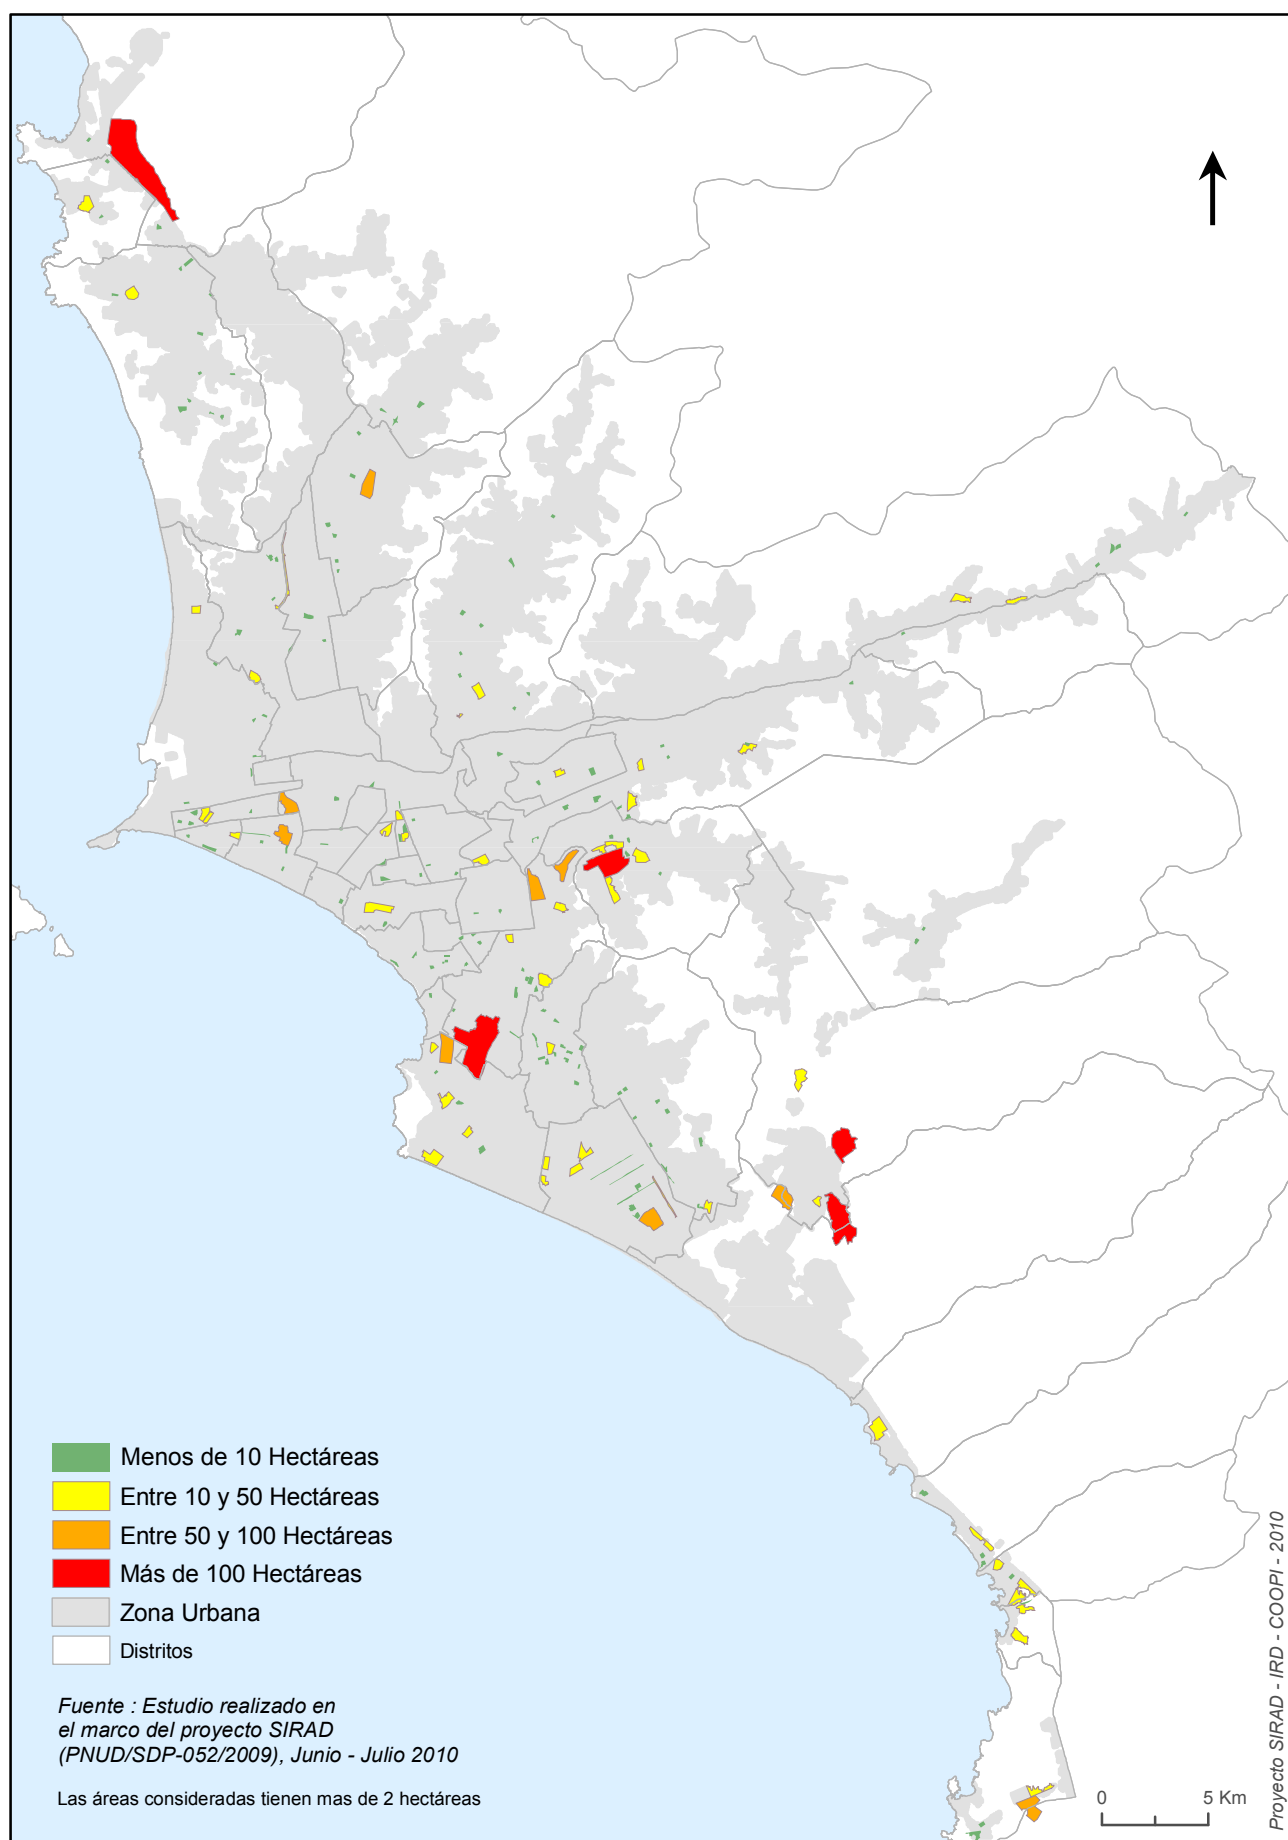 Menos de 10 Hectáreas
Entre 10 y 50 Hectáreas
Entre 50 y 100 Hectáreas
Más de 100 Hectáreas
Zona Urbana
Distritos
Fuente : Estudio realizado en
el marco del proyecto SIRAD
(PNUD/SDP-052/2009), Junio - Julio 2010
Las áreas consideradas tienen mas de 2 hectáreas
0 5 Km
Proyecto SIRAD - IRD - COOPI - 2010